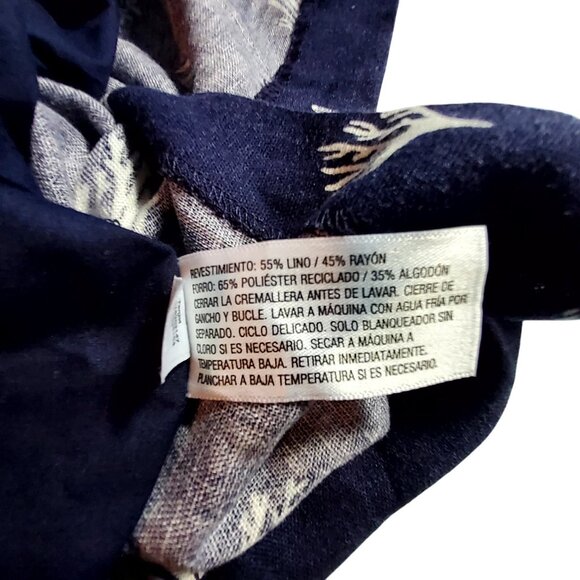 REVESTIMIENTO: 55% LINO / 45% RAYÓN
FORRO: 65% POLIÉSTER RECICLADO / 35% ALGODÓN
CERRAR LA CREMALLERA ANTES DE LAVAR. CIERRE DE
GANCHO Y BUCLE. LAVAR A MÁQUINA CON AGUA FRÍA POR
SEPARADO. CICLO DELICADO. SOLO BLANQUEADOR SIN
CLORO SI ES NECESARIO. SECAR A MÁQUINA A
TEMPERATURA BAJA. RETIRAR INMEDIATAMENTE.
PLANCHAR A BAJA TEMPERATURA SI ES NECESARIO.